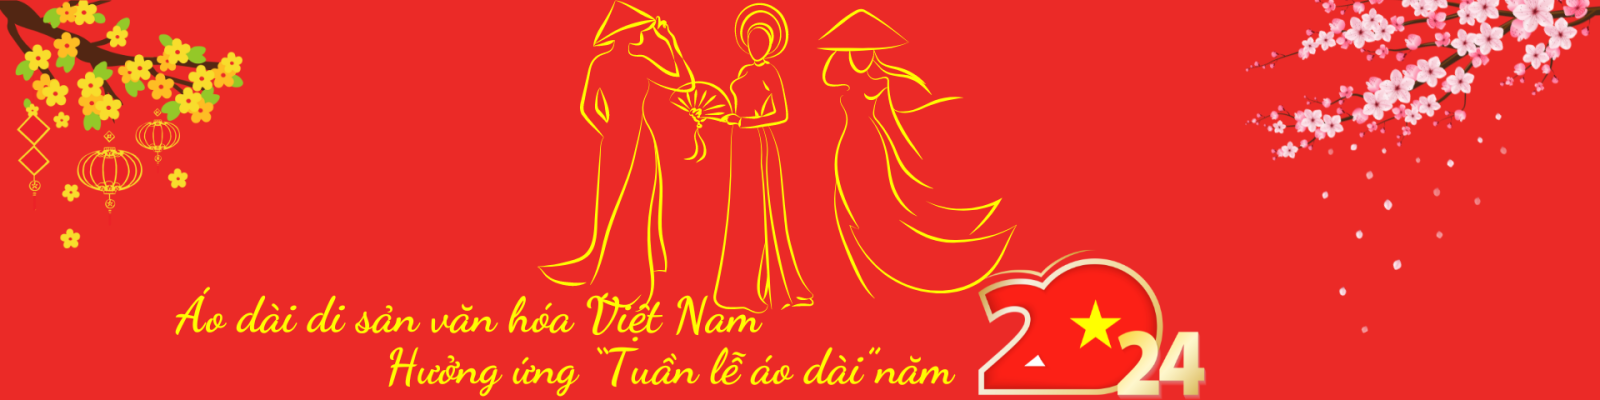 Áo dài di sản văn hóa Việt Nam
Hưởng ứng "Tuần lễ áo dài" năm 2024